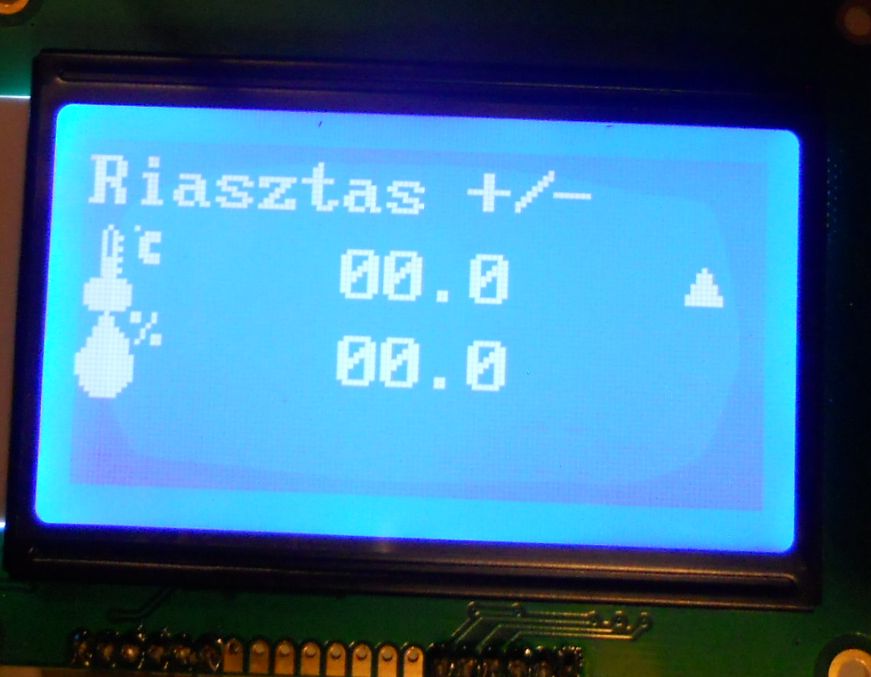 Riasztas +/-
°C
00.0
%
00.0